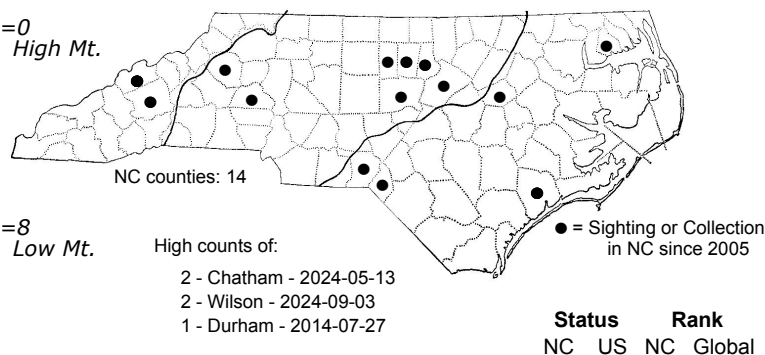 =0
High Mt.
NC counties: 14
=8
Low Mt.
High counts of:
2 - Chatham - 2024-05-13
2 - Wilson - 2024-09-03
1 - Durham - 2014-07-27
● = Sighting or Collection
in NC since 2005
Status Rank
NC US NC Global